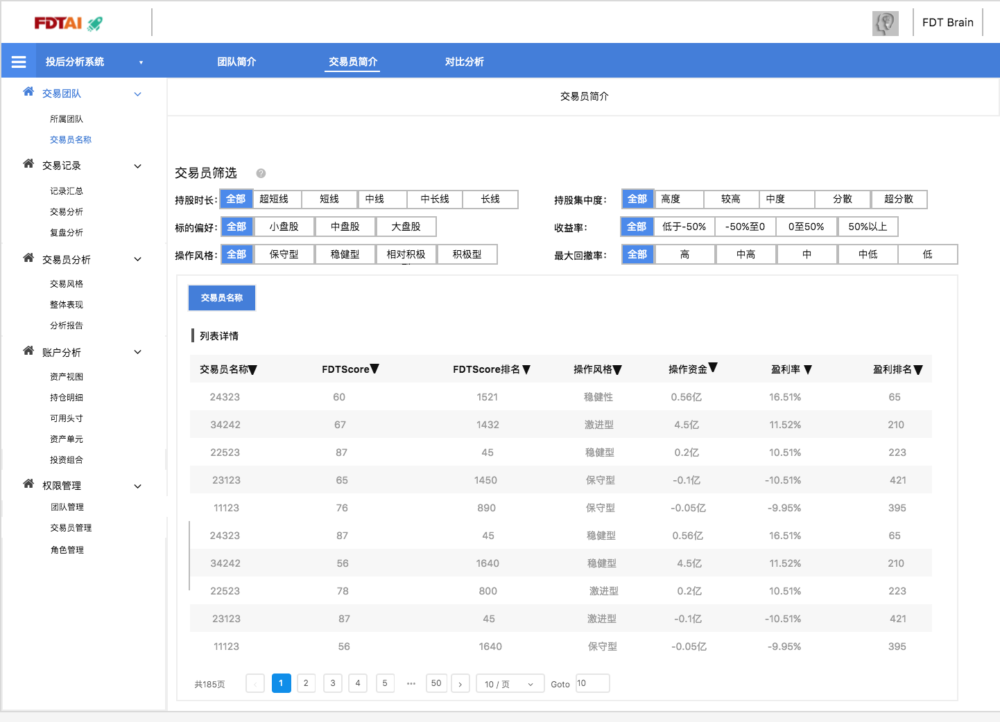 FDTAI
FDT Brain
投后分析系统 ▾ 团队简介 交易员简介 对比分析
交易团队
所属团队
交易员名称
交易记录
记录汇总
交易分析
复盘分析
交易员分析
交易风格
整体表现
分析报告
账户分析
资产视图
持仓明细
可用头寸
资产单元
投资组合
权限管理
团队管理
交易员管理
角色管理
交易员简介
交易员筛选 ?
持股时长: 全部 超短线 短线 中线 中长线 长线
持股集中度: 全部 高度 较高 中度 分散 超分散
标的偏好: 全部 小盘股 中盘股 大盘股
收益率: 全部 低于-50% -50%至0 0至50% 50%以上
操作风格: 全部 保守型 稳健型 相对积极 积极型
最大回撤率: 全部 高 中高 中 中低 低
交易员名称
列表详情
交易员名称▼ FDTScore▼ FDTScore排名▼ 操作风格▼ 操作资金▼ 盈利率▼ 盈利排名▼
24323 60 1521 稳健性 0.56亿 16.51% 65
34242 67 1432 激进型 4.5亿 11.52% 210
22523 87 45 稳健型 0.2亿 10.51% 223
23123 65 1450 保守型 -0.1亿 -10.51% 421
11123 76 890 保守型 -0.05亿 -9.95% 395
24323 87 45 稳健型 0.56亿 16.51% 65
34242 56 1640 稳健型 4.5亿 11.52% 210
22523 78 800 激进型 0.2亿 10.51% 223
23123 87 45 激进型 -0.1亿 -10.51% 421
11123 56 1640 保守型 -0.05亿 -9.95% 395
共185页 ‹ 1 2 3 4 5 ••• 50 › 10 / 页 Goto 10